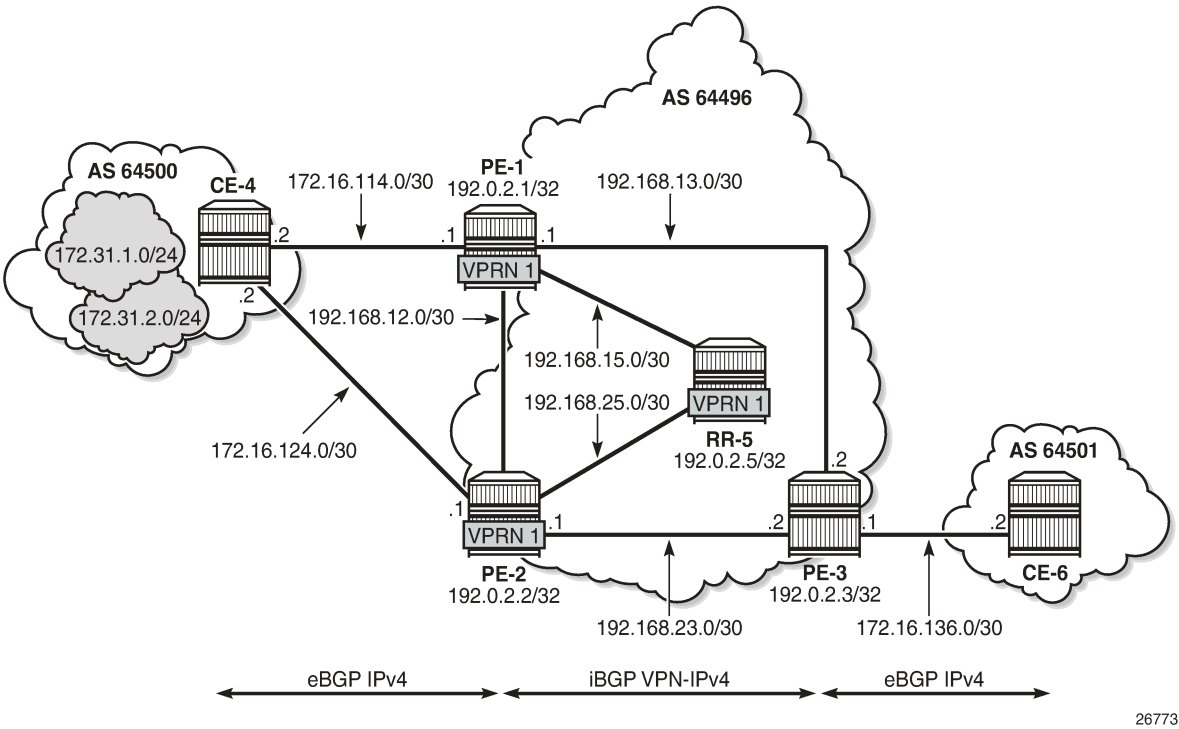 AS 64496
AS 64500
PE-1
CE-4
172.16.114.0/30
192.0.2.1/32
192.168.13.0/30
.2
.1
.1
172.31.1.0/24
VPRN 1
.2
172.31.2.0/24
192.168.12.0/30
192.168.15.0/30
192.168.25.0/30
VPRN 1
RR-5
192.0.2.5/32
172.16.124.0/30
AS 64501
.2
.1
.1
.2
.1
.2
VPRN 1
PE-2
192.0.2.2/32
PE-3
192.0.2.3/32
CE-6
192.168.23.0/30
172.16.136.0/30
eBGP IPv4
iBGP VPN-IPv4
eBGP IPv4
26773